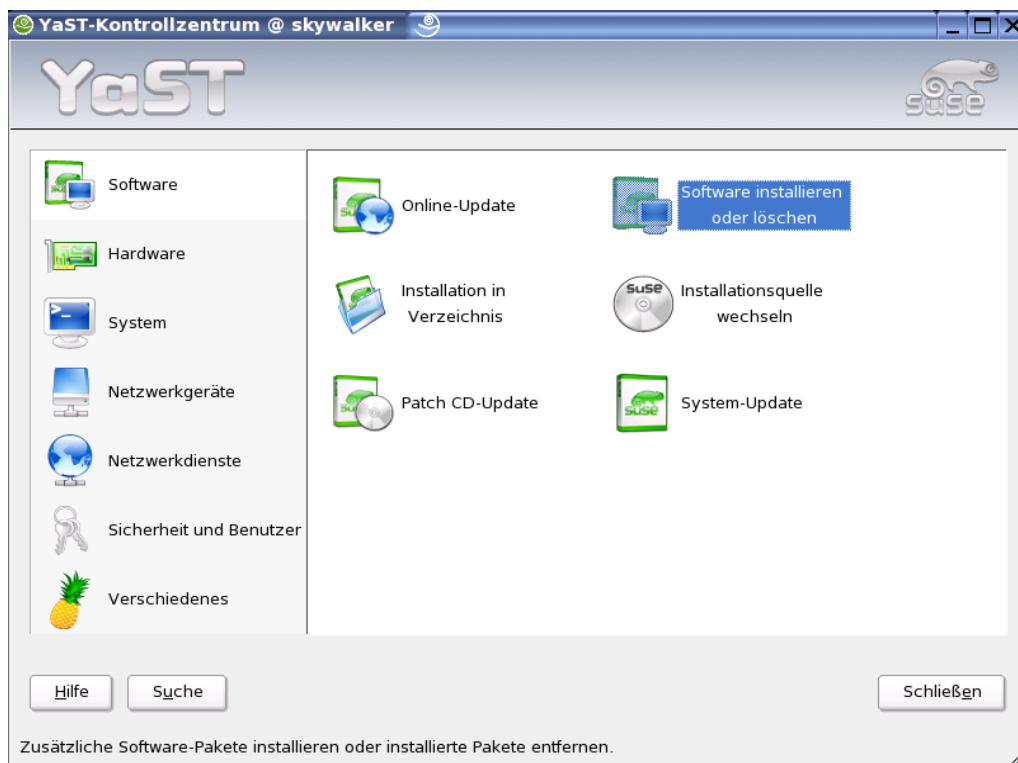 YaST-Kontrollzentrum @ skywalker
YaST
SUSE
Software
Hardware
System
Netzwerkgeräte
Netzwerkdienste
Sicherheit und Benutzer
Verschiedenes
Online-Update
Software installieren
oder löschen
Installation in
Verzeichnis
SUSE
Installationsquelle
wechseln
Patch CD-Update
SUSE
System-Update
Hilfe
Suche
Schließen
Zusätzliche Software-Pakete installieren oder installierte Pakete entfernen.